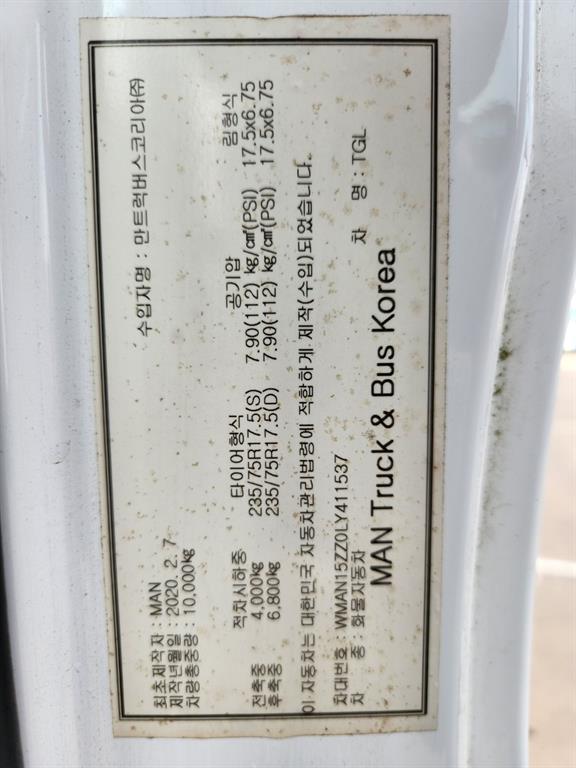 최초제작자 : MAN 수입자명 : 만트럭버스코리아(주)
제작년월일 : 2020. 2. 7
차량총중량 : 10,000kg
적차시하중 타이어형식 공기압 림형식
전축중 4,000kg 235/75R17.5(S) 7.90(112) kg/㎠(PSI) 17.5x6.75
후축중 6,800kg 235/75R17.5(D) 7.90(112) kg/㎠(PSI) 17.5x6.75
이 자동차는 대한민국 자동차관리법령에 적합하게 제작(수입)되었습니다.
차대번호 : WMAN15ZZ0LY411537
차 종 : 화물자동차 차 명 : TGL
MAN Truck & Bus Korea